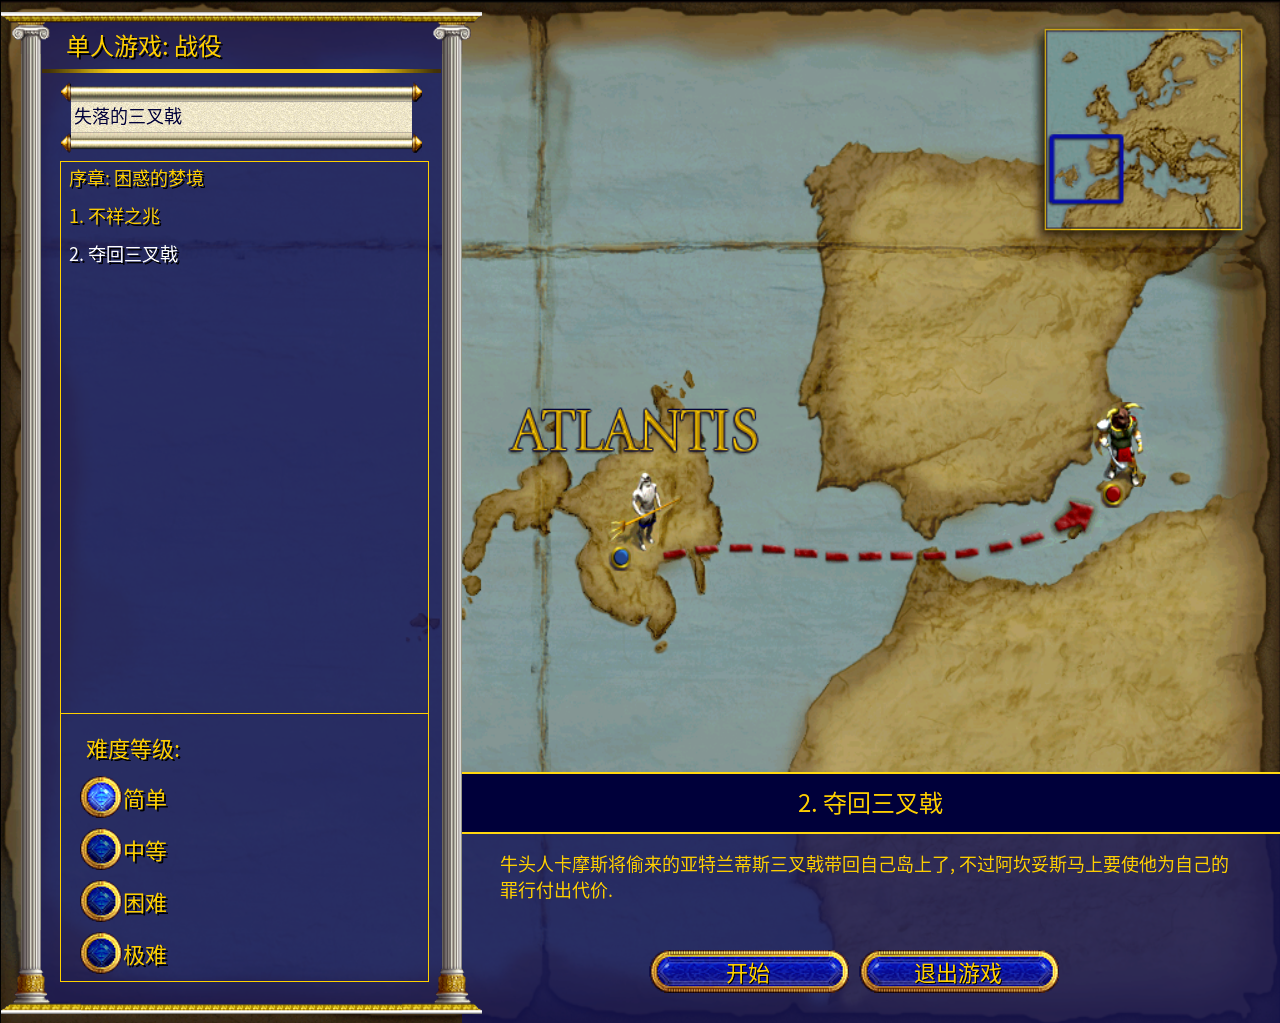 单人游戏: 战役
失落的三叉戟
序章: 困惑的梦境
1. 不祥之兆
2. 夺回三叉戟
ATLANTIS
难度等级:
简单
中等
困难
极难
2. 夺回三叉戟
牛头人卡摩斯将偷来的亚特兰蒂斯三叉戟带回自己岛上了, 不过阿坎妥斯马上要使他为自己的
罪行付出代价.
开始
退出游戏